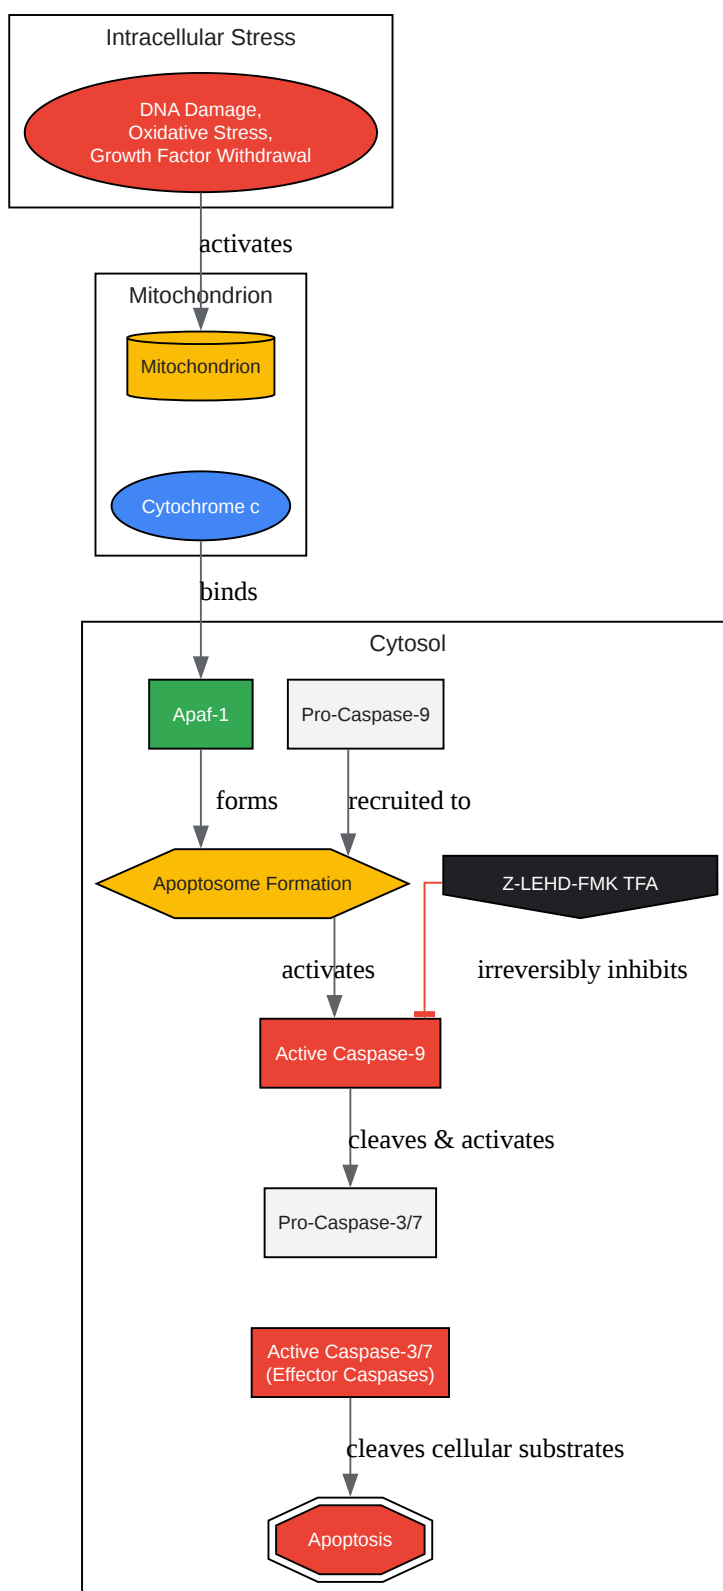 Intracellular Stress
DNA Damage,
Oxidative Stress,
Growth Factor Withdrawal
activates
Mitochondrion
Mitochondrion
Cytochrome c
binds
Cytosol
Apaf-1
Pro-Caspase-9
forms
recruited to
Apoptosome Formation
Z-LEHD-FMK TFA
activates
irreversibly inhibits
Active Caspase-9
cleaves & activates
Pro-Caspase-3/7
Active Caspase-3/7
(Effector Caspases)
cleaves cellular substrates
Apoptosis